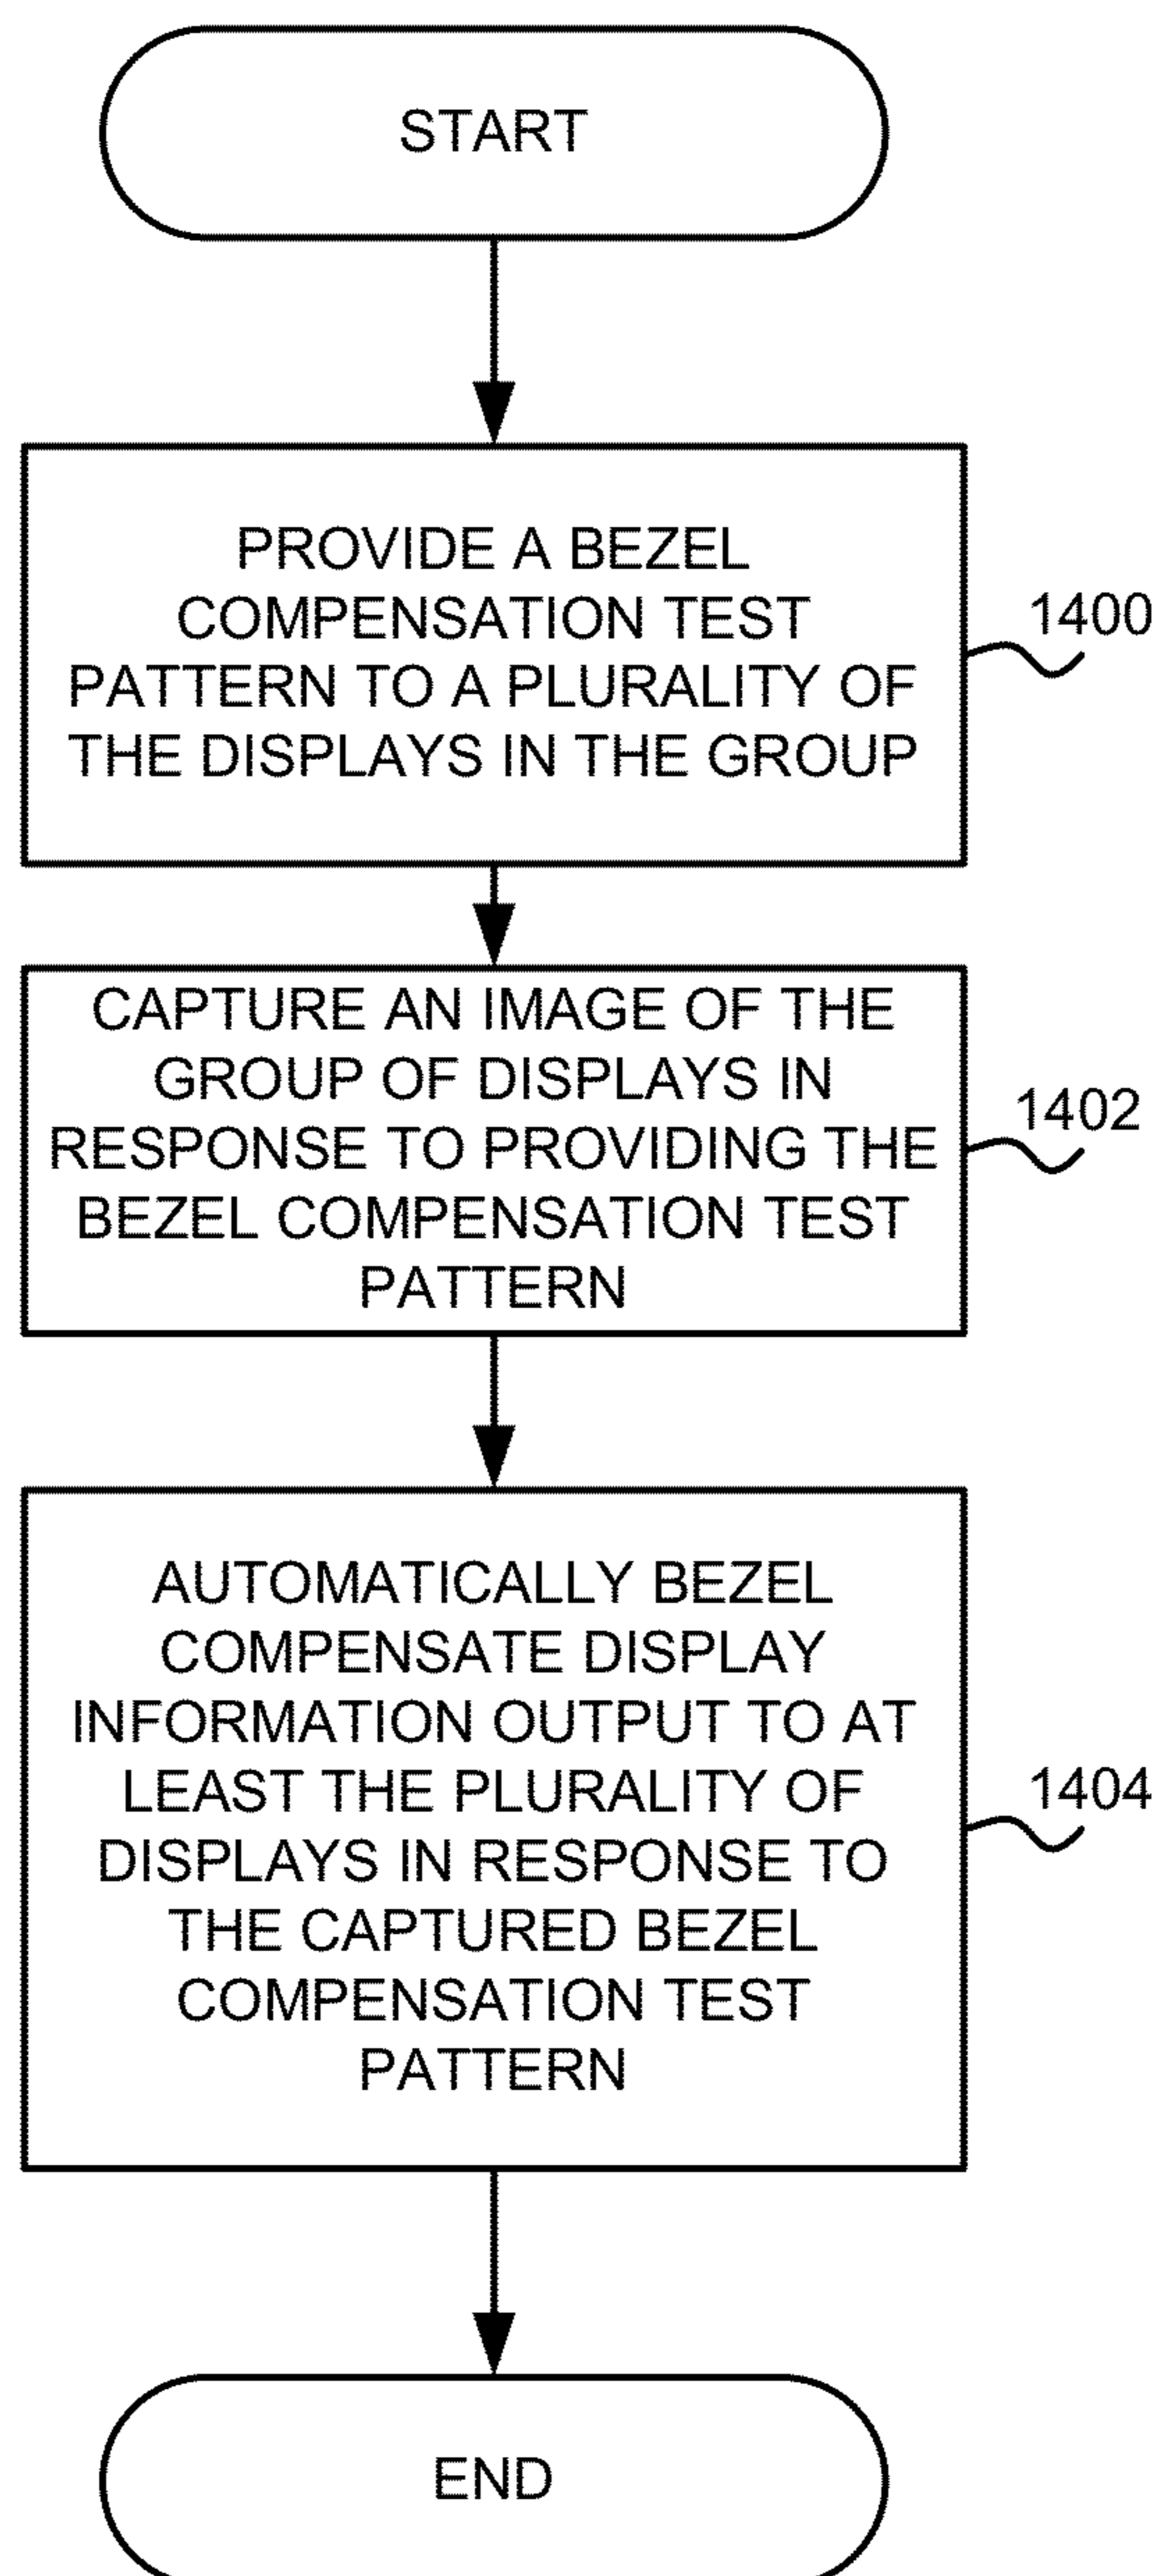 START
PROVIDE A BEZEL
COMPENSATION TEST
PATTERN TO A PLURALITY OF
THE DISPLAYS IN THE GROUP
1400
CAPTURE AN IMAGE OF THE
GROUP OF DISPLAYS IN
RESPONSE TO PROVIDING THE
BEZEL COMPENSATION TEST
PATTERN
1402
AUTOMATICALLY BEZEL
COMPENSATE DISPLAY
INFORMATION OUTPUT TO AT
LEAST THE PLURALITY OF
DISPLAYS IN RESPONSE TO
THE CAPTURED BEZEL
COMPENSATION TEST
PATTERN
1404
END